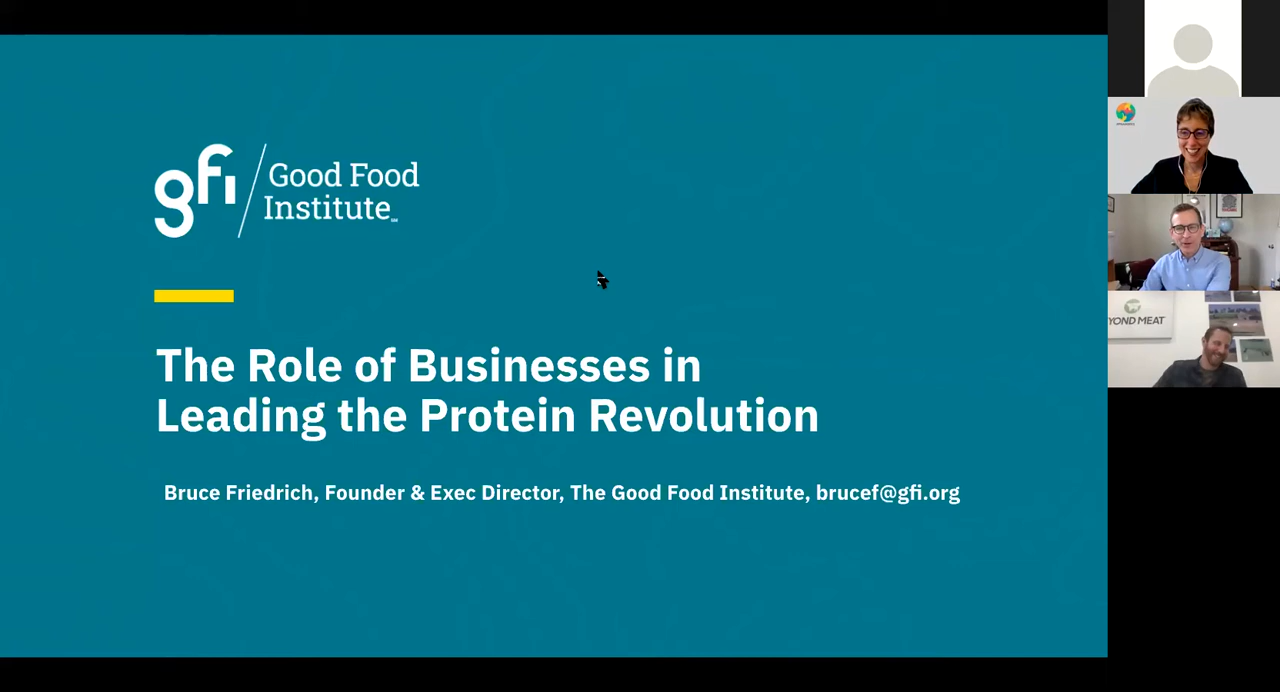 gfi
Good Food
Institute
The Role of Businesses in
Leading the Protein Revolution
Bruce Friedrich, Founder & Exec Director, The Good Food Institute, brucef@gfi.org
YOND MEAT